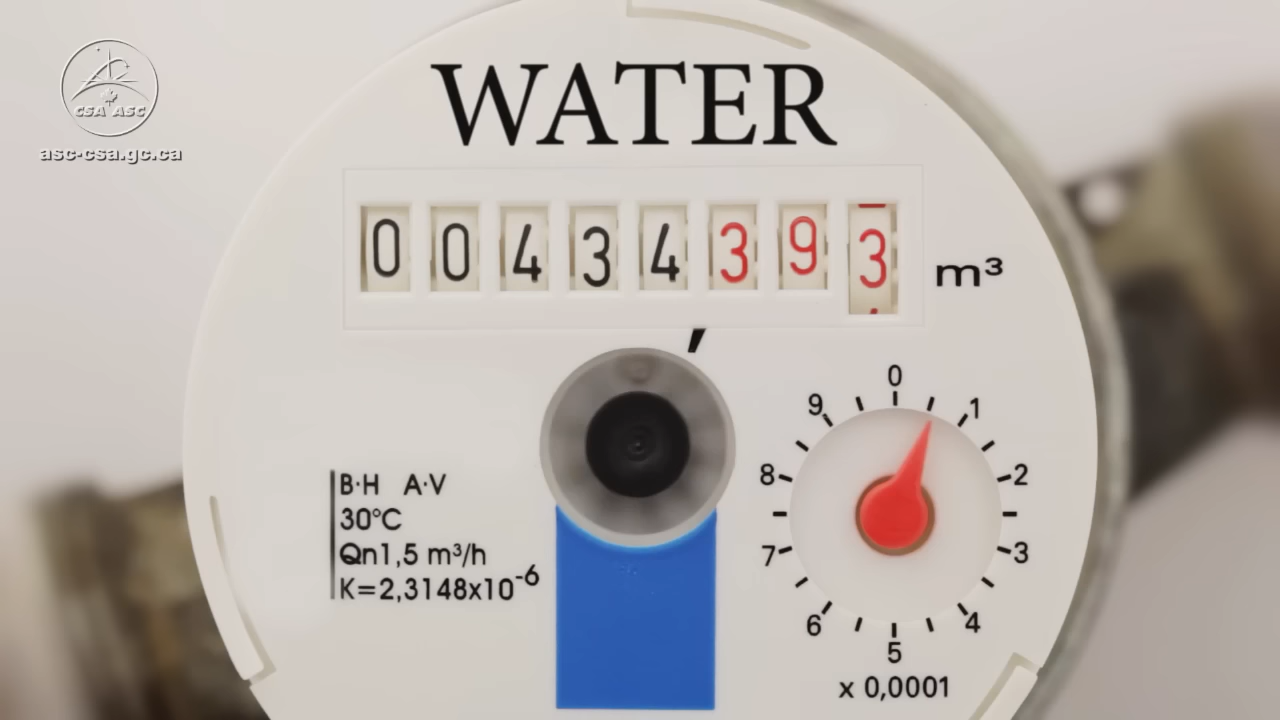 CSA ASC
asc-csa.gc.ca
WATER
00434393 m³
B·H A·V
30°C
Qn1,5 m³/h
K=2,3148x10⁻⁶
0
1
2
3
4
5
6
7
8
9
x 0,0001